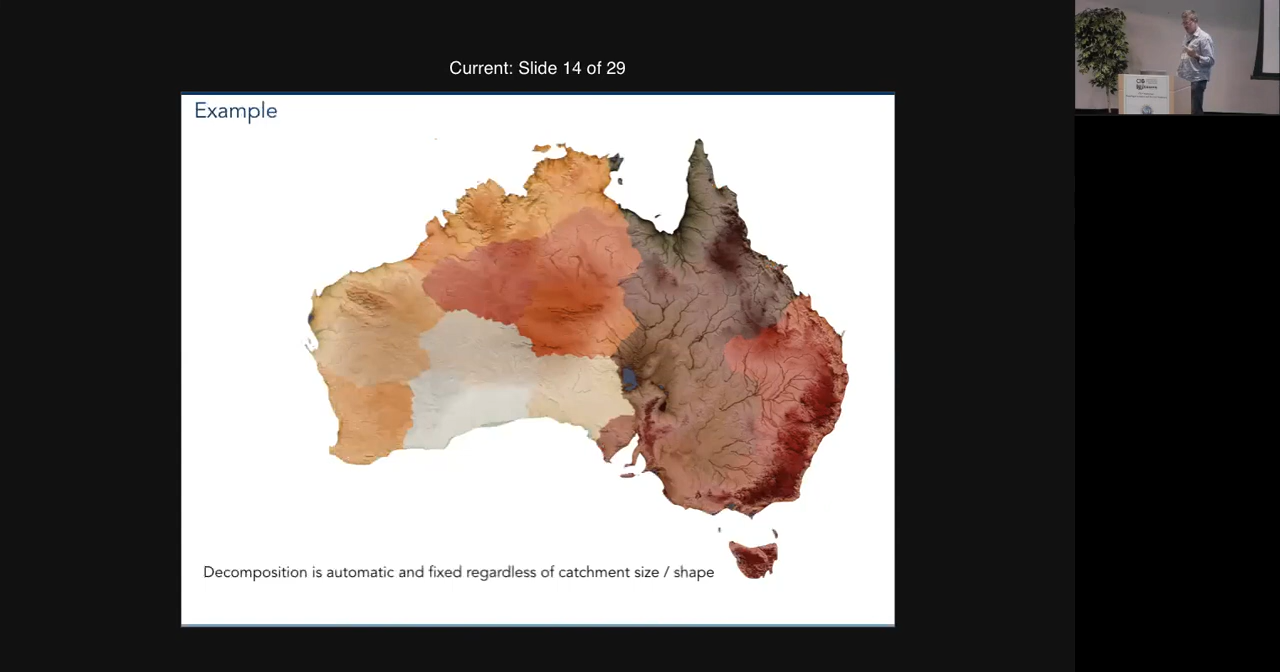 Current: Slide 14 of 29
Example
Decomposition is automatic and fixed regardless of catchment size / shape